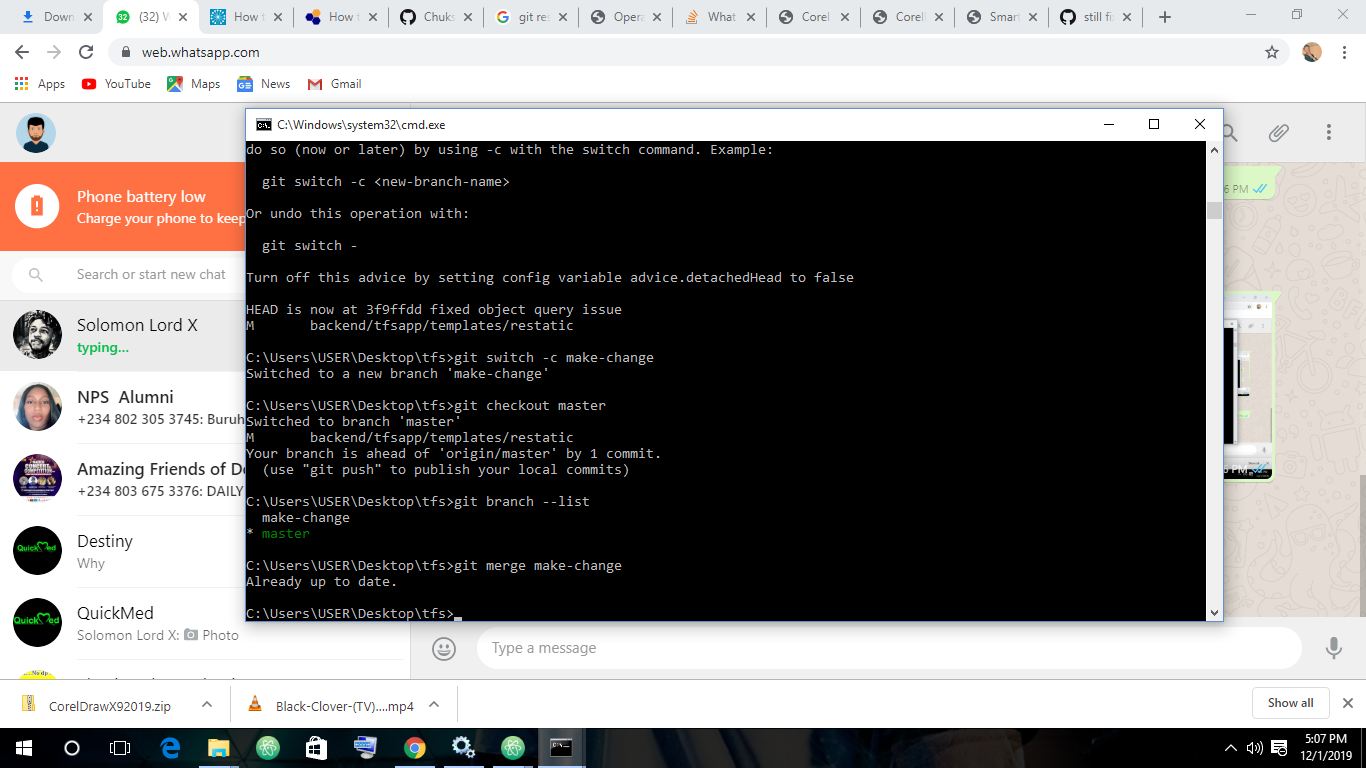 Down
(32) W
How t
How t
Chuks
git res
Opera
What
Corel
Corel
Smart
still fi
web.whatsapp.com
Apps
YouTube
Maps
News
Gmail
C:\Windows\system32\cmd.exe
do so (now or later) by using -c with the switch command. Example:
git switch -c <new-branch-name>
Or undo this operation with:
git switch -
Turn off this advice by setting config variable advice.detachedHead to false
HEAD is now at 3f9ffdd fixed object query issue
M backend/tfsapp/templates/restatic
C:\Users\USER\Desktop\tfs>git switch -c make-change
Switched to a new branch 'make-change'
C:\Users\USER\Desktop\tfs>git checkout master
Switched to branch 'master'
M backend/tfsapp/templates/restatic
Your branch is ahead of 'origin/master' by 1 commit.
(use "git push" to publish your local commits)
C:\Users\USER\Desktop\tfs>git branch --list
make-change
* master
C:\Users\USER\Desktop\tfs>git merge make-change
Already up to date.
C:\Users\USER\Desktop\tfs>
Phone battery low
Charge your phone to keep
Search or start new chat
Solomon Lord X
typing...
NPS Alumni
+234 802 305 3745: Buruh
Amazing Friends of De
+234 803 675 3376: DAILY
Destiny
Why
QuickMed
Solomon Lord X: Photo
6 PM
PM
Type a message
CorelDrawX92019.zip
Black-Clover-(TV)....mp4
Show all
5:07 PM
12/1/2019